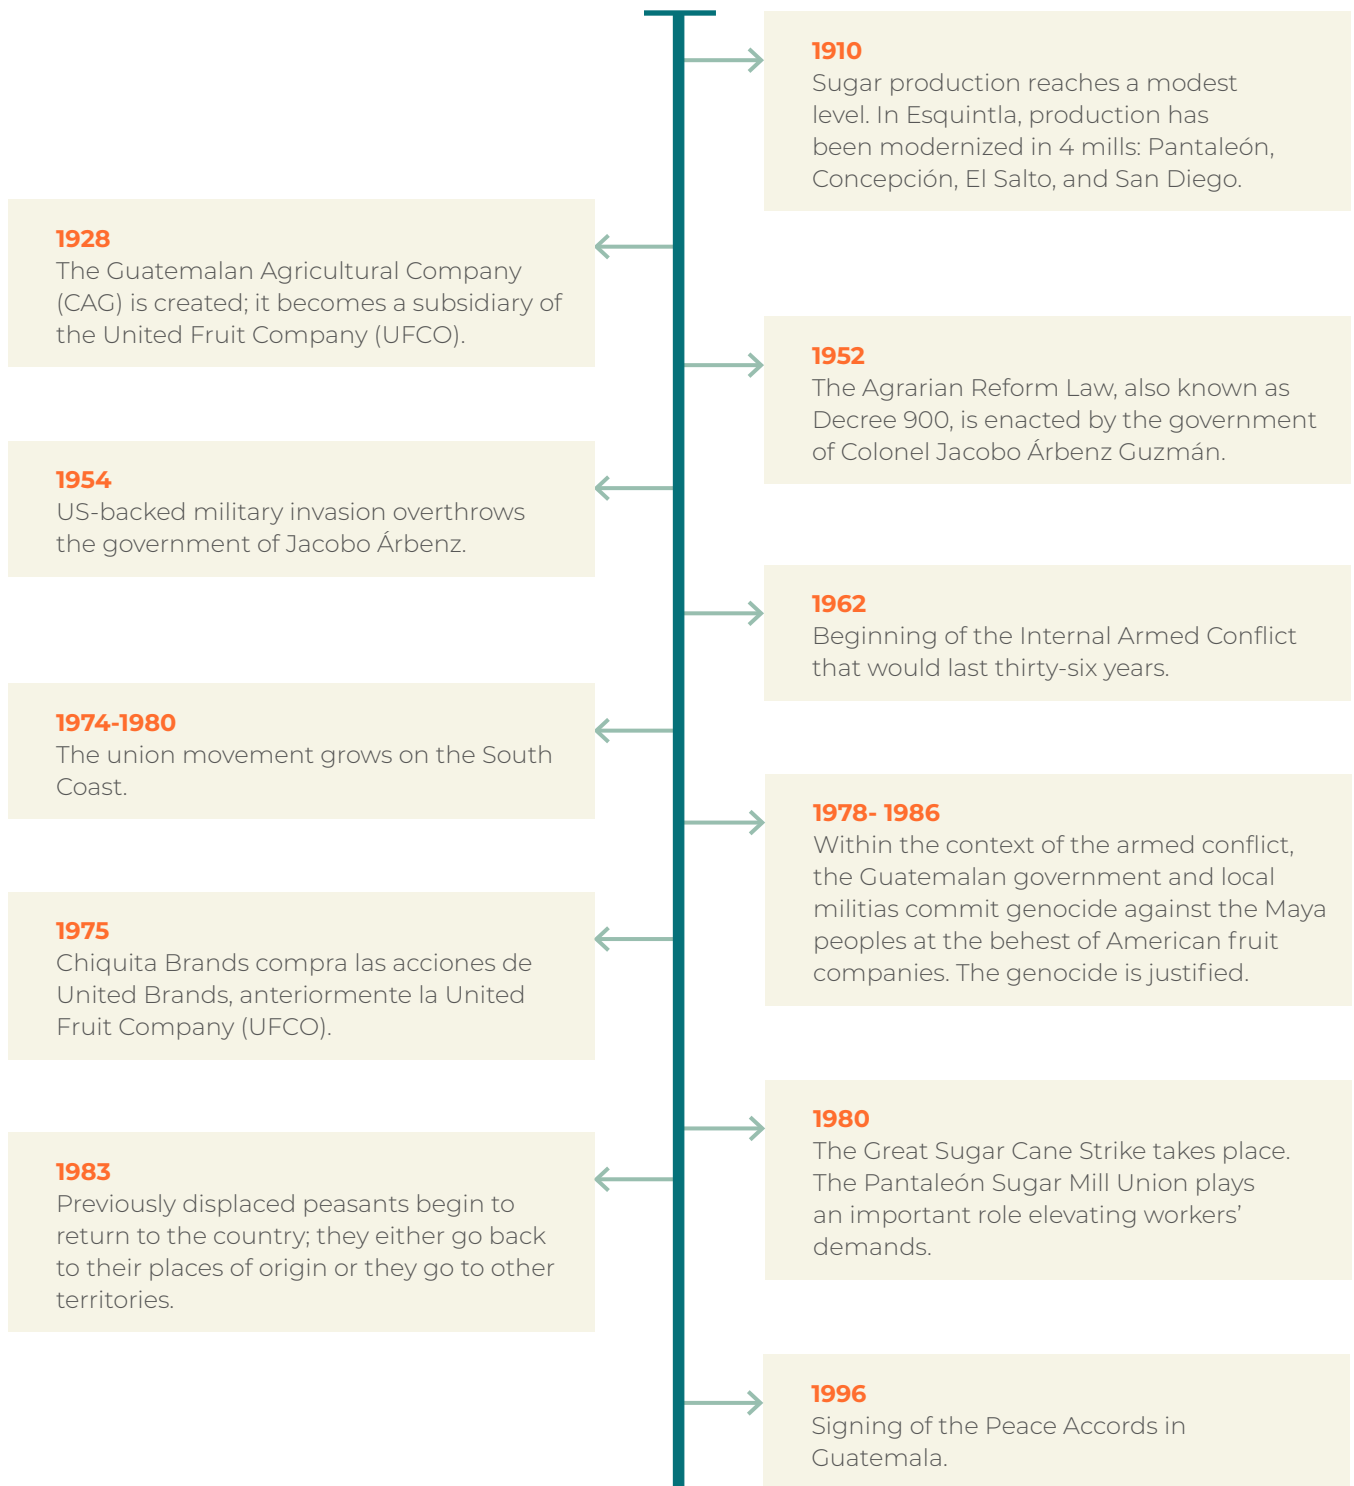 1910
Sugar production reaches a modest
level. In Esquintla, production has
been modernized in 4 mills: Pantaleón,
Concepción, El Salto, and San Diego.
1928
The Guatemalan Agricultural Company
(CAG) is created; it becomes a subsidiary of
the United Fruit Company (UFCO).
1952
The Agrarian Reform Law, also known as
Decree 900, is enacted by the government
of Colonel Jacobo Árbenz Guzmán.
1954
US-backed military invasion overthrows
the government of Jacobo Árbenz.
1962
Beginning of the Internal Armed Conflict
that would last thirty-six years.
1974-1980
The union movement grows on the South
Coast.
1978- 1986
Within the context of the armed conflict,
the Guatemalan government and local
militias commit genocide against the Maya
peoples at the behest of American fruit
companies. The genocide is justified.
1975
Chiquita Brands compra las acciones de
United Brands, anteriormente la United
Fruit Company (UFCO).
1980
The Great Sugar Cane Strike takes place.
The Pantaleón Sugar Mill Union plays
an important role elevating workers’
demands.
1983
Previously displaced peasants begin to
return to the country; they either go back
to their places of origin or they go to other
territories.
1996
Signing of the Peace Accords in
Guatemala.